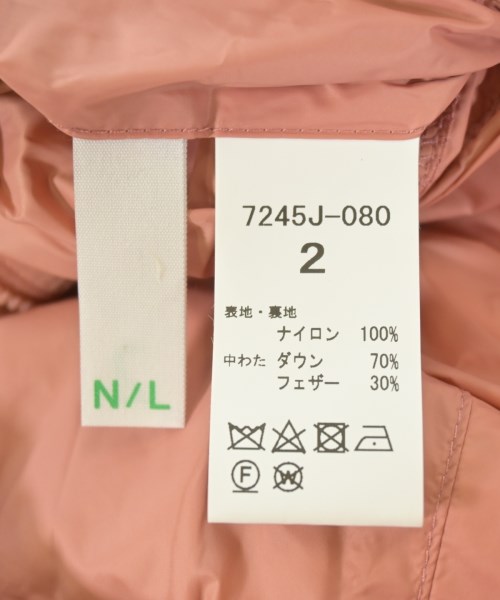 7245J-080
2
表地・裏地
ナイロン 100%
中わた ダウン 70%
フェザー 30%
F W
N/L